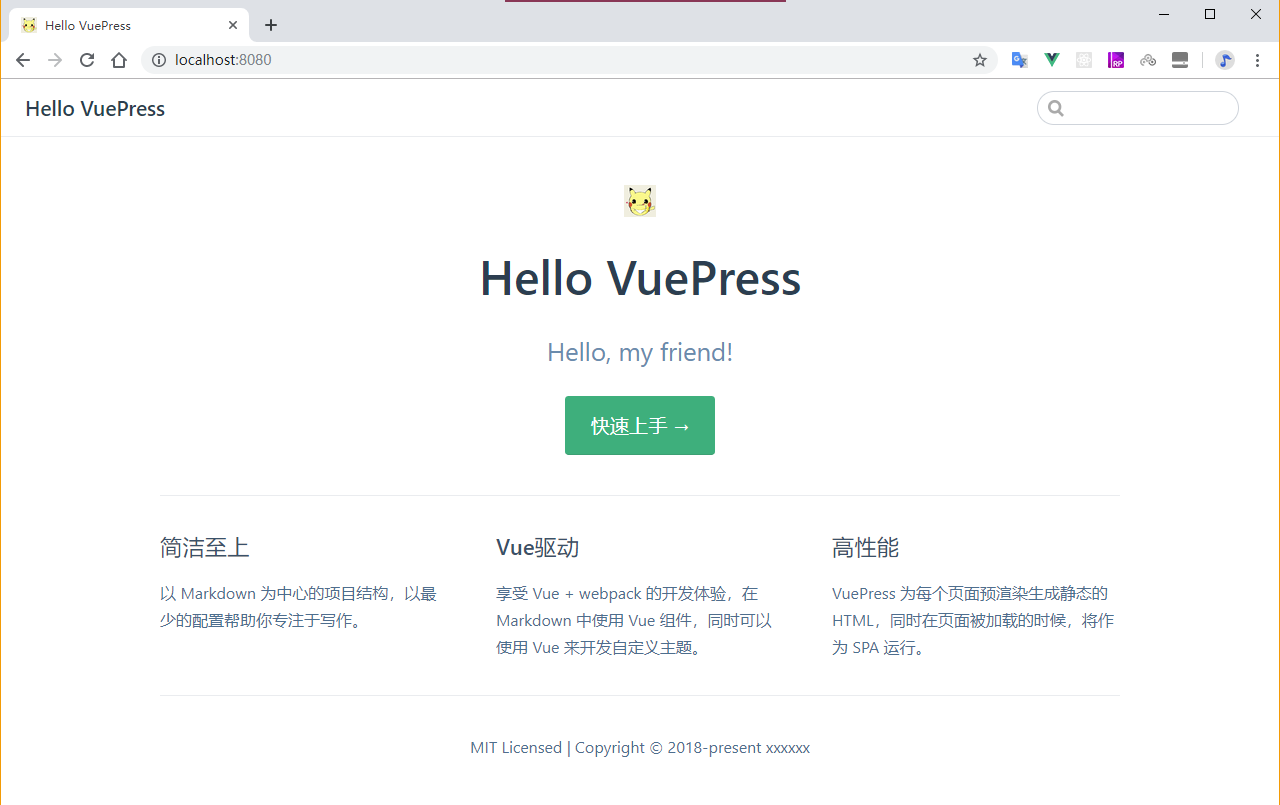 Hello VuePress
localhost:8080
Hello VuePress
Hello VuePress
Hello, my friend!
快速上手 →
简洁至上
以 Markdown 为中心的项目结构，以最
少的配置帮助你专注于写作。
Vue驱动
享受 Vue + webpack 的开发体验，在
Markdown 中使用 Vue 组件，同时可以
使用 Vue 来开发自定义主题。
高性能
VuePress 为每个页面预渲染生成静态的
HTML，同时在页面被加载的时候，将作
为 SPA 运行。
MIT Licensed | Copyright © 2018-present xxxxxx